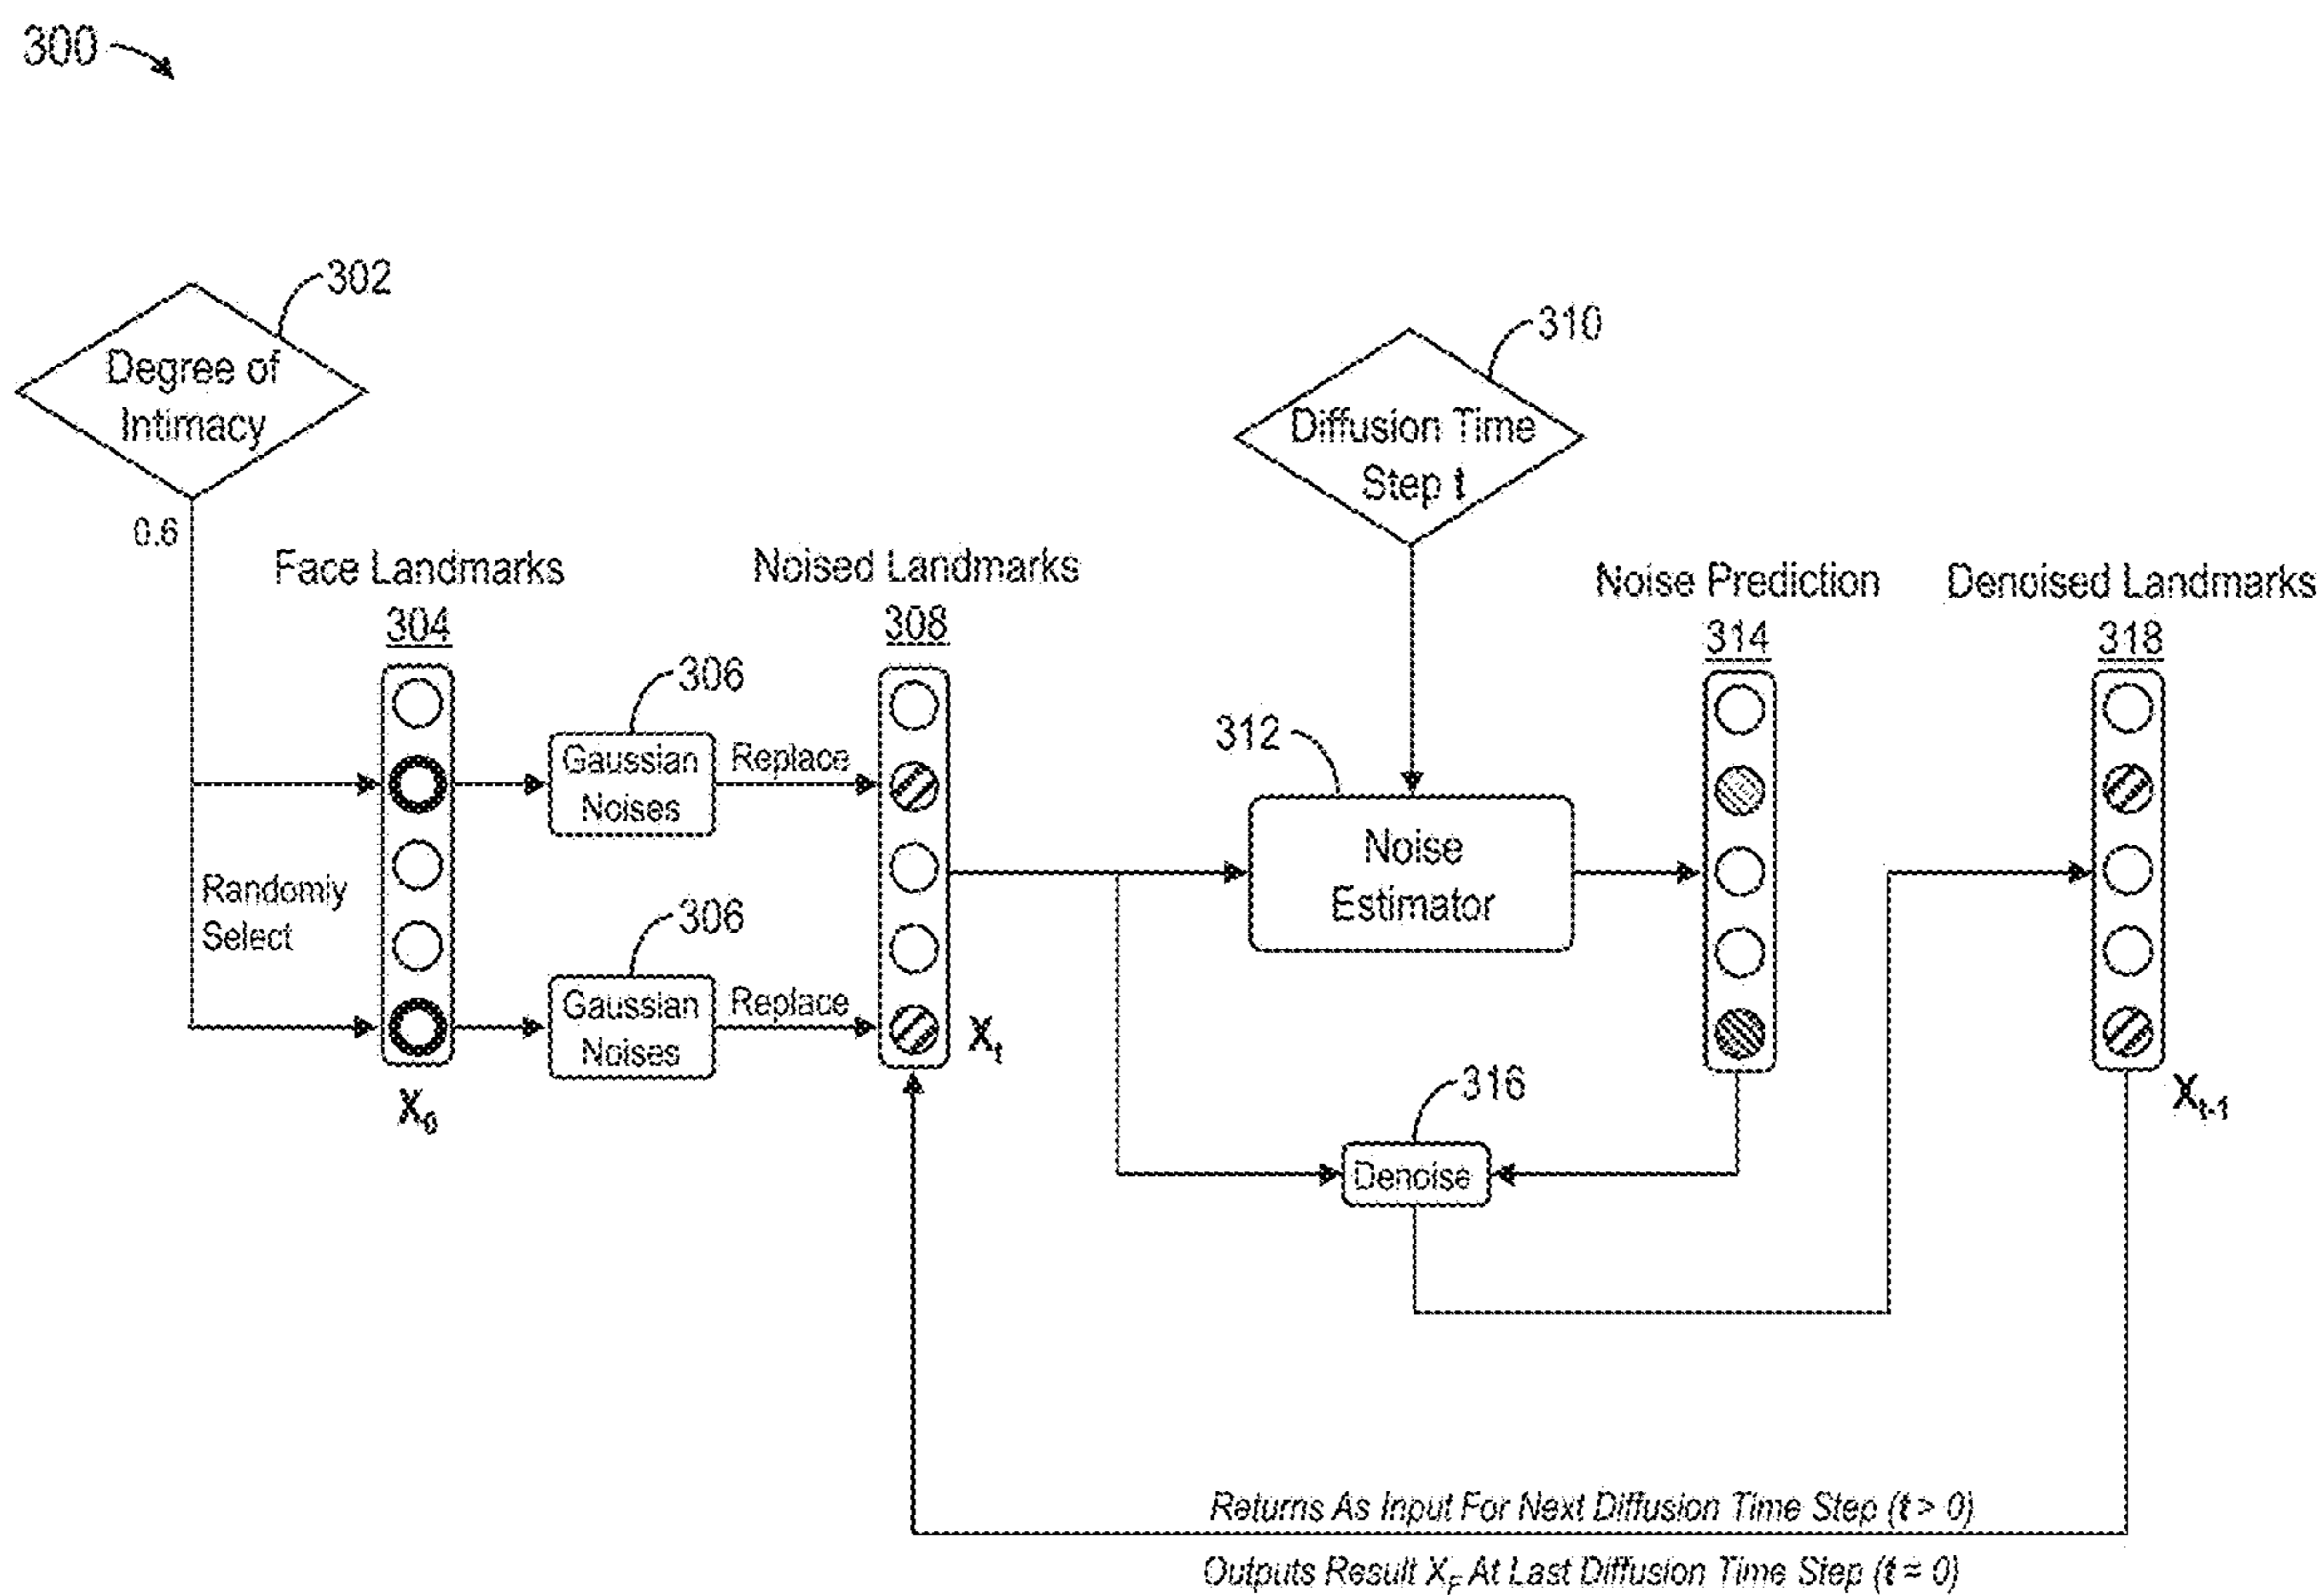 300
302
Degree of
Intimacy
310
Diffusion Time
Step t
0.6
Face Landmarks
304
Noised Landmarks
308
Noise Prediction
314
Denoised Landmarks
318
306
Gaussian
Noises
Replace
312
Noise
Estimator
Randomly
Select
306
Gaussian
Noises
Replace
X₀
Xₜ
316
Denoise
Xₜ₋₁
Returns As Input For Next Diffusion Time Step (t > 0)
Outputs Result X_F At Last Diffusion Time Step (t = 0)